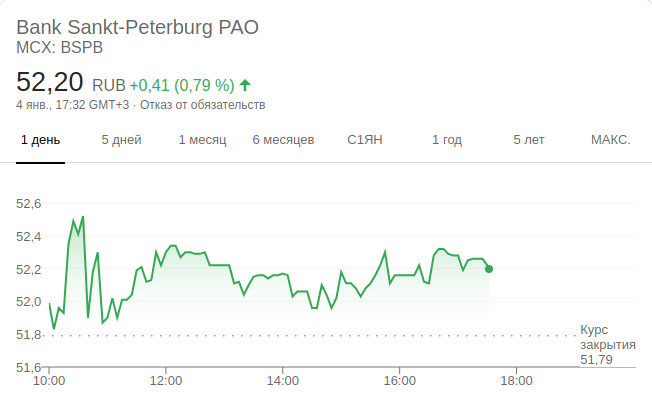 Bank Sankt-Peterburg PAO
MCX: BSPB
52,20 RUB +0,41 (0,79 %)
4 янв., 17:32 GMT+3 · Отказ от обязательств
1 день 5 дней 1 месяц 6 месяцев С1ЯН 1 год 5 лет МАКС.
52,6
52,4
52,2
52,0
51,8
51,6
Курс
закрытия
51,79
10:00 12:00 14:00 16:00 18:00